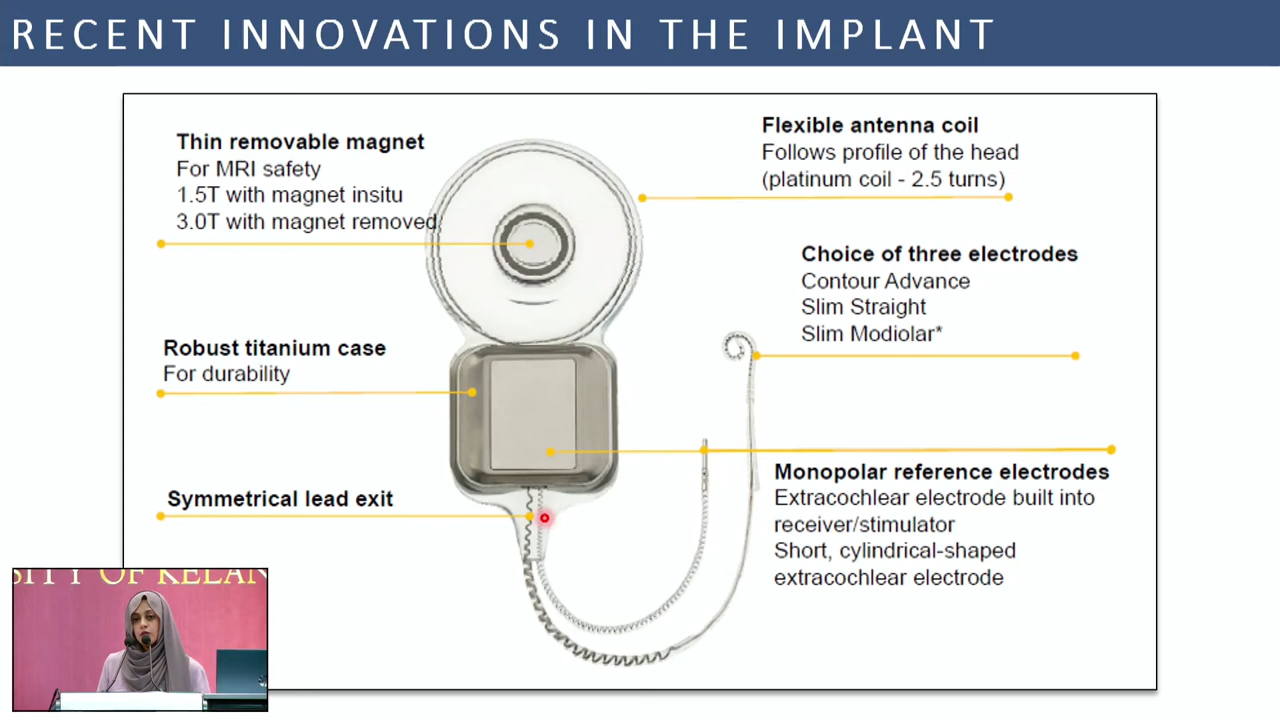 RECENT INNOVATIONS IN THE IMPLANT
Thin removable magnet
For MRI safety
1.5T with magnet insitu
3.0T with magnet removed
Flexible antenna coil
Follows profile of the head
(platinum coil - 2.5 turns)
Choice of three electrodes
Contour Advance
Slim Straight
Slim Modiolar*
Robust titanium case
For durability
Monopolar reference electrodes
Extracochlear electrode built into
receiver/stimulator
Short, cylindrical-shaped
extracochlear electrode
Symmetrical lead exit
SITY OF KELAN